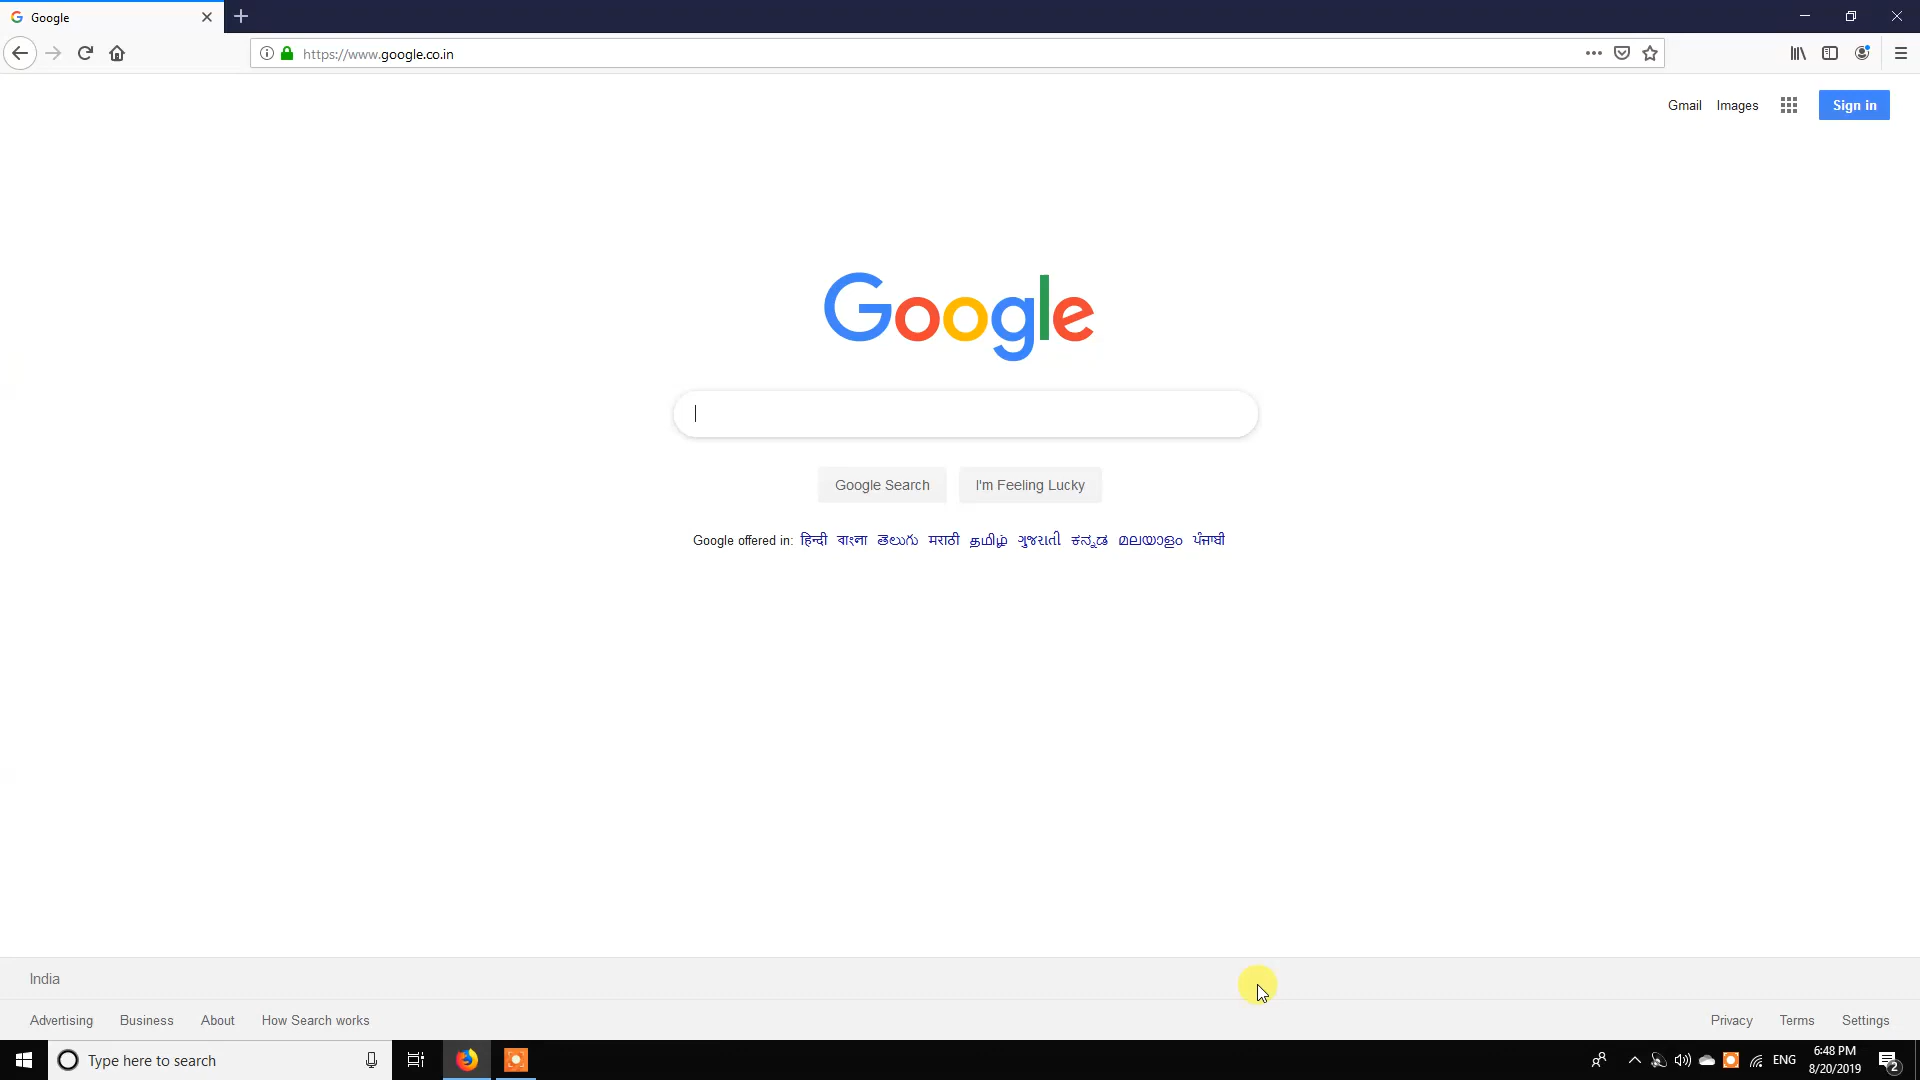 Google
https://www.google.co.in
Gmail Images Sign in
Google
Google Search I'm Feeling Lucky
Google offered in: हिन्दी বাংলা తెలుగు मराठी தமிழ் ગુજરાતી ಕನ್ನಡ മലയാളം ਪੰਜਾਬੀ
India
Advertising Business About How Search works Privacy Terms Settings
Type here to search ENG 6:48 PM
8/20/2019 2